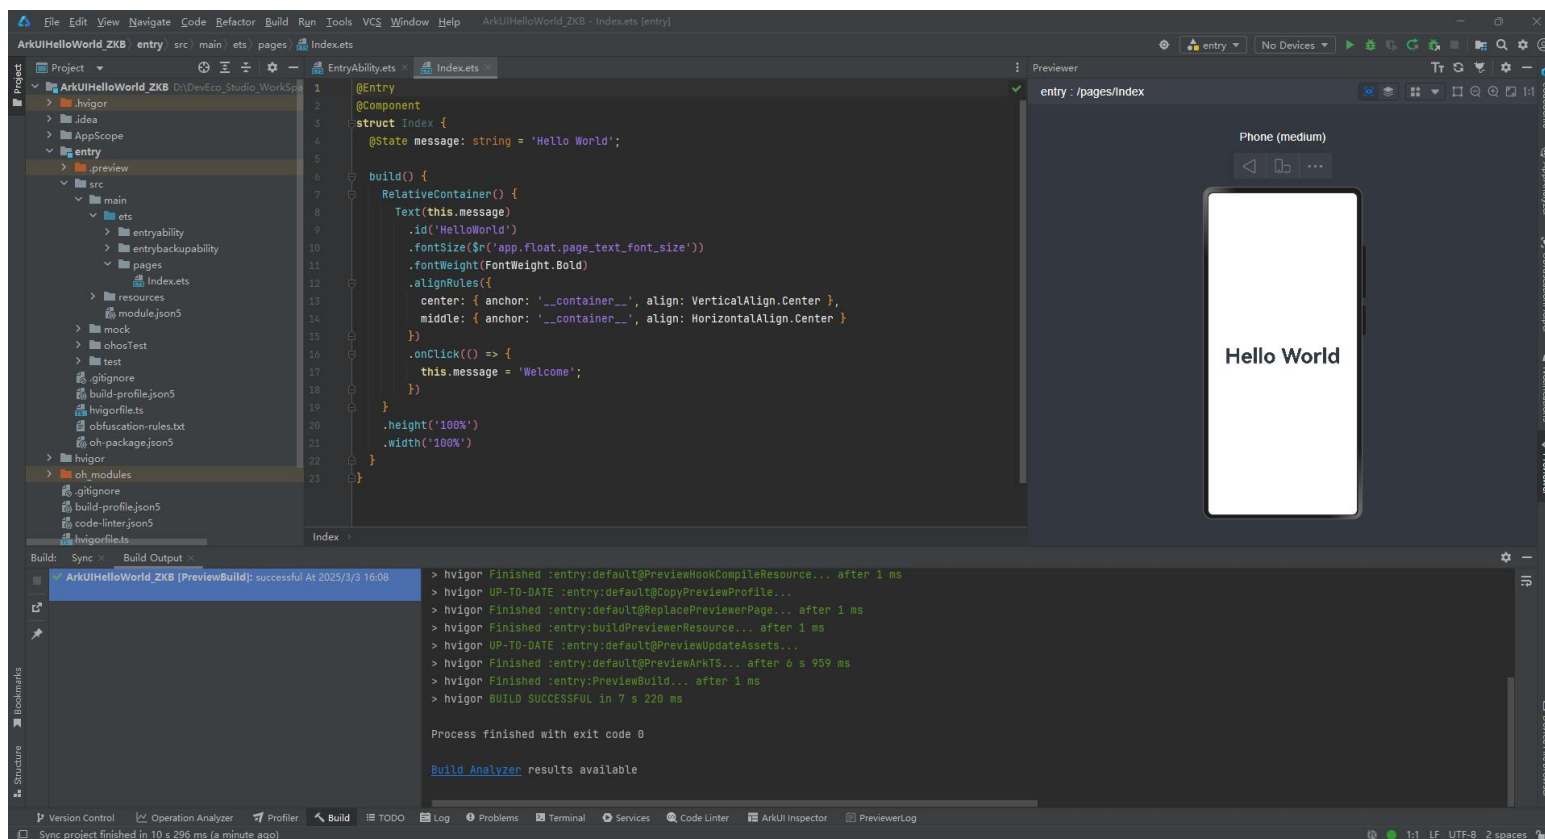 File Edit View Navigate Code Refactor Build Run Tools VCS Window Help ArkUIHelloWorld_ZKB - Index.ets [entry]
ArkUIHelloWorld_ZKB entry src main ets pages Index.ets
entry No Devices
Project
Project
ArkUIHelloWorld_ZKB D:\DevEco_Studio_WorkSpa
.hvigor
.idea
AppScope
entry
.preview
src
main
ets
entryability
entrybackupability
pages
Index.ets
resources
module.json5
mock
ohosTest
test
.gitignore
build-profile.json5
hvigorfile.ts
obfuscation-rules.txt
oh-package.json5
hvigor
oh_modules
.gitignore
build-profile.json5
code-linter.json5
hvigorfile.ts
EntryAbility.ets Index.ets
1 @Entry
2 @Component
3 struct Index {
4 @State message: string = 'Hello World';
5
6 build() {
7 RelativeContainer() {
8 Text(this.message)
9 .id('HelloWorld')
10 .fontSize($r('app.float.page_text_font_size'))
11 .fontWeight(FontWeight.Bold)
12 .alignRules({
13 center: { anchor: '__container__', align: VerticalAlign.Center },
14 middle: { anchor: '__container__', align: HorizontalAlign.Center }
15 })
16 .onClick(() => {
17 this.message = 'Welcome';
18 })
19 }
20 .height('100%')
21 .width('100%')
22 }
23 }
Index
Previewer
Tт
entry : /pages/Index
1:1
Phone (medium)
Hello World
Build: Sync Build Output
ArkUIHelloWorld_ZKB [PreviewBuild]: successful At 2025/3/3 16:08
> hvigor Finished :entry:default@PreviewHookCompileResource... after 1 ms
> hvigor UP-TO-DATE :entry:default@CopyPreviewProfile...
> hvigor Finished :entry:default@ReplacePreviewerPage... after 1 ms
> hvigor Finished :entry:buildPreviewerResource... after 1 ms
> hvigor UP-TO-DATE :entry:default@PreviewUpdateAssets...
> hvigor Finished :entry:default@PreviewArkTS... after 6 s 959 ms
> hvigor Finished :entry:PreviewBuild... after 1 ms
> hvigor BUILD SUCCESSFUL in 7 s 220 ms
Process finished with exit code 0
Build Analyzer results available
Bookmarks
Structure
Version Control Operation Analyzer Profiler Build TODO Log Problems Terminal Services Code Linter ArkUI Inspector PreviewerLog
Sync project finished in 10 s 296 ms (a minute ago)
1:1 LF UTF-8 2 spaces